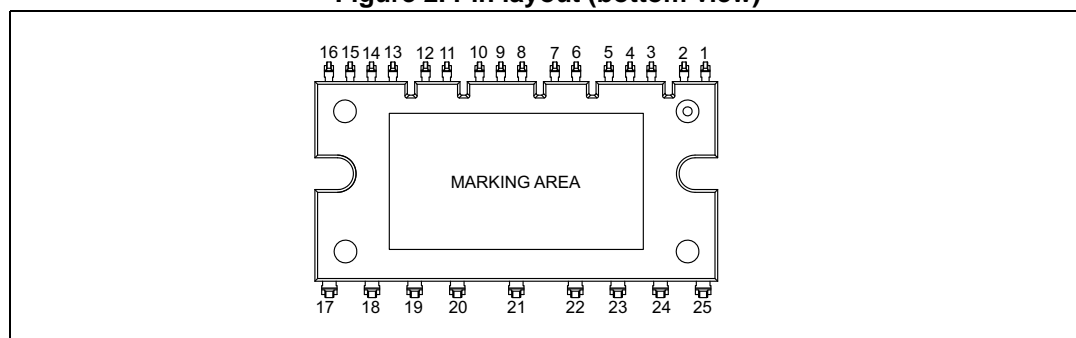 Figure 2. Pin layout (bottom view)
16 15 14 13 12 11 10 9 8 7 6 5 4 3 2 1
MARKING AREA
17 18 19 20 21 22 23 24 25